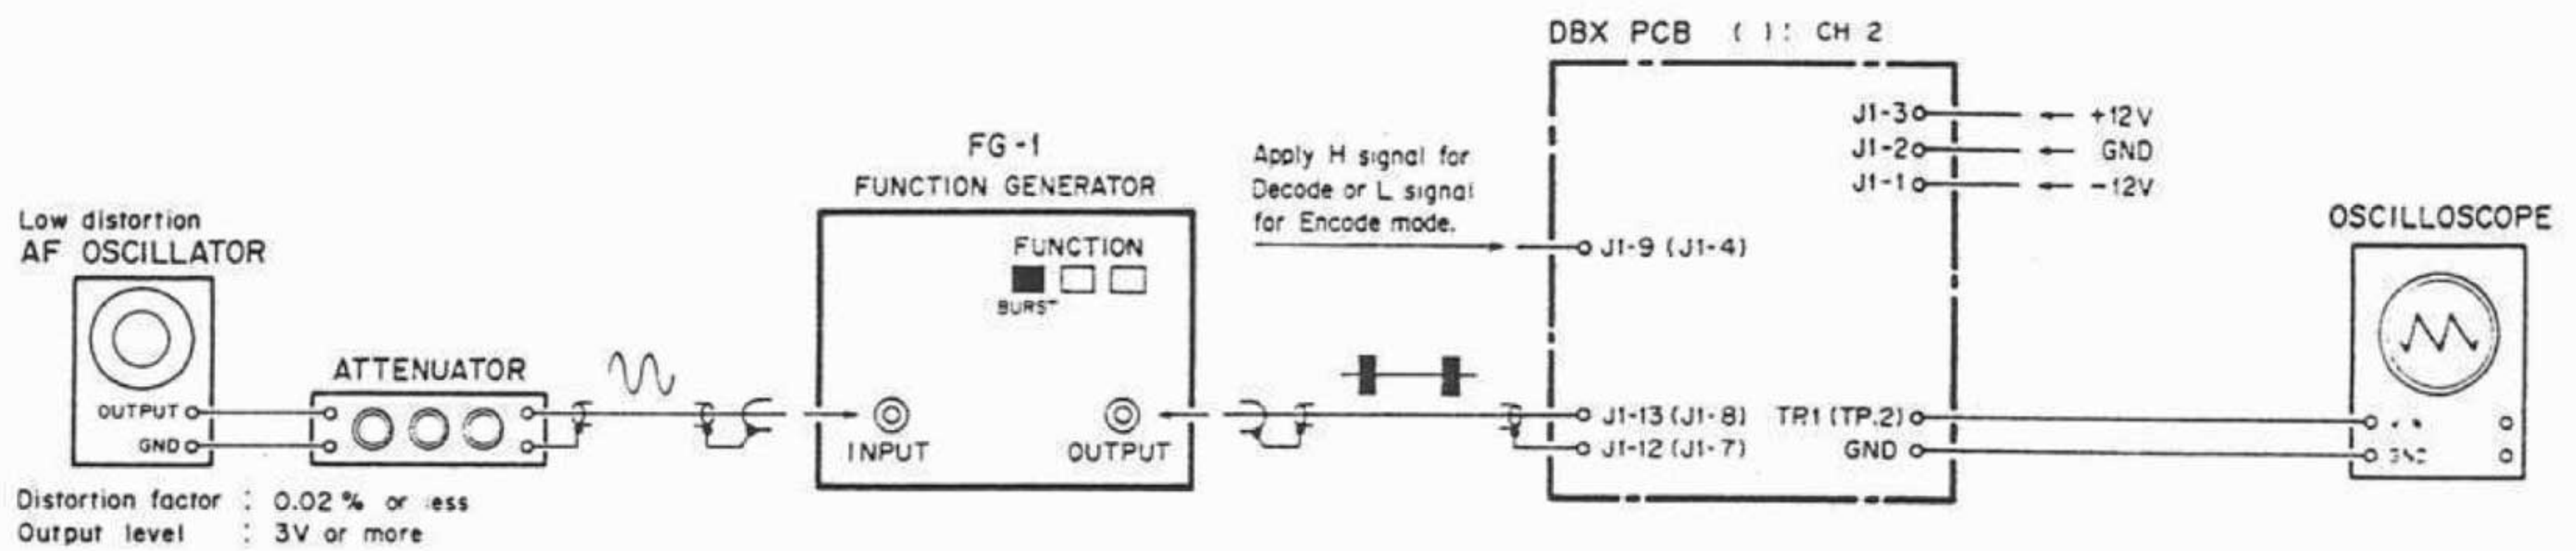 DBX PCB ( ): CH 2
J1-3 ← +12V
J1-2 ← GND
J1-1 ← -12V
Apply H signal for
Decode or L signal
for Encode mode.
J1-9 (J1-4)
FG-1
FUNCTION GENERATOR
FUNCTION
BURST
INPUT
OUTPUT
Low distortion
AF OSCILLATOR
OUTPUT
GND
ATTENUATOR
Distortion factor : 0.02 % or
Output level : 3V or more
J1-13 (J1-8)
J1-12 (J1-7)
TP.1 (TP.2)
GND
OSCILLOSCOPE
GND